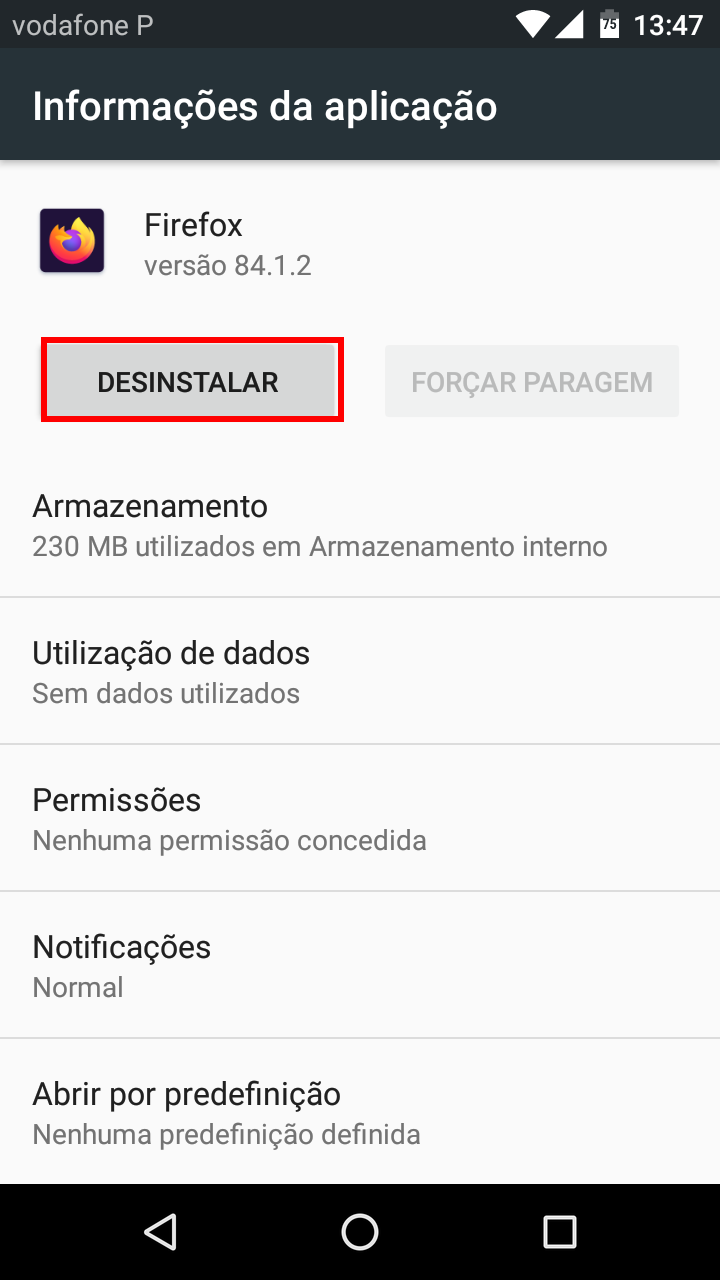 vodafone P 75 13:47
Informações da aplicação
Firefox
versão 84.1.2
DESINSTALAR FORÇAR PARAGEM
Armazenamento
230 MB utilizados em Armazenamento interno
Utilização de dados
Sem dados utilizados
Permissões
Nenhuma permissão concedida
Notificações
Normal
Abrir por predefinição
Nenhuma predefinição definida